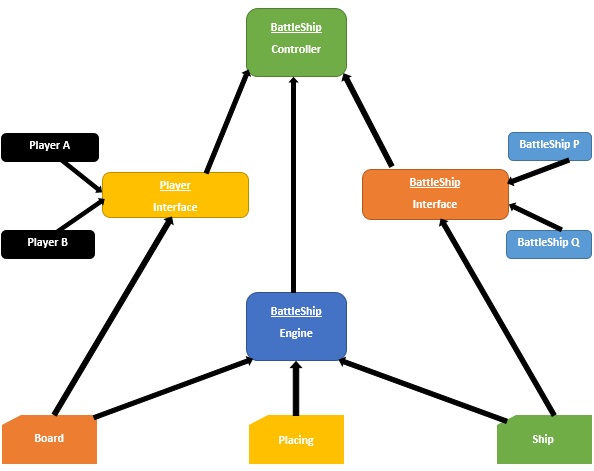 BattleShip
Controller
Player A
BattleShip P
Player
Interface
BattleShip
Interface
Player B
BattleShip Q
BattleShip
Engine
Board
Placing
Ship